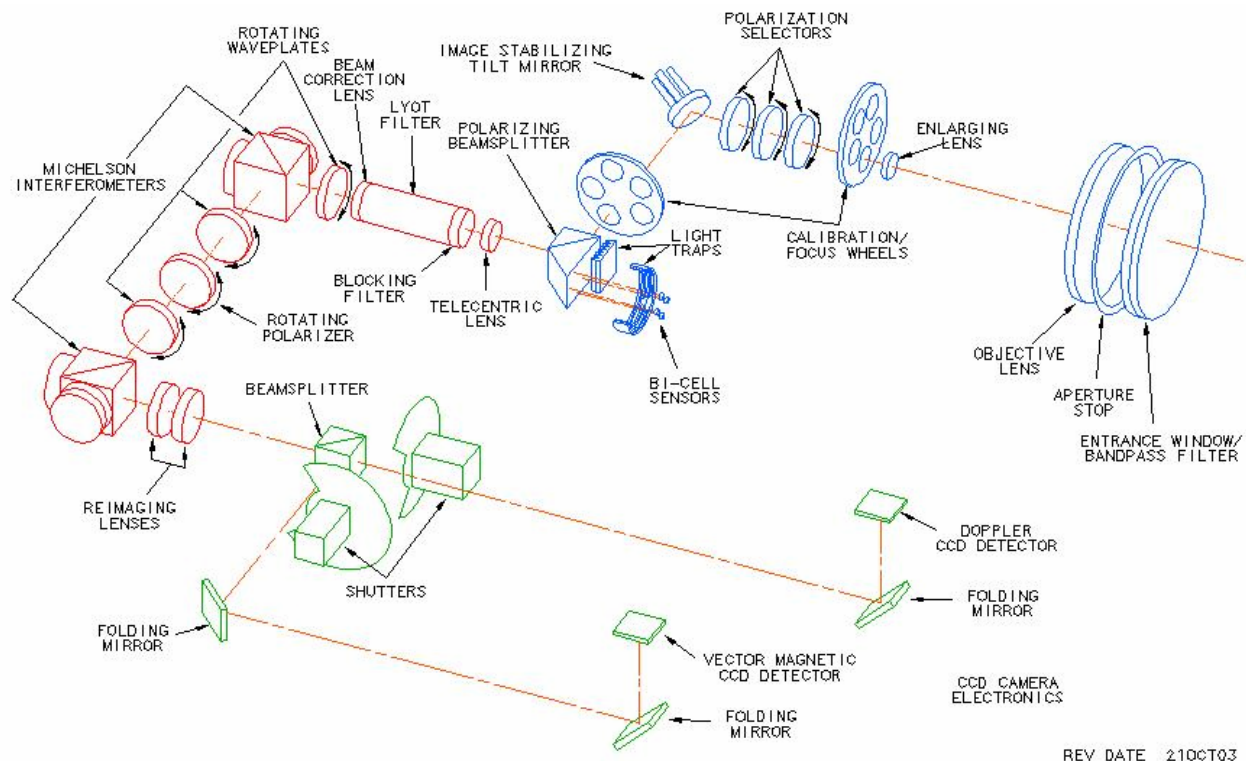 ROTATING
WAVEPLATES
BEAM
CORRECTION
LENS
LYOT
FILTER
MICHELSON
INTERFEROMETERS
IMAGE STABILIZING
TILT MIRROR
POLARIZING
BEAMSPLITTER
POLARIZATION
SELECTORS
ENLARGING
LENS
LIGHT
TRAPS
CALIBRATION/
FOCUS WHEELS
BLOCKING
FILTER
TELECENTRIC
LENS
ROTATING
POLARIZER
BI-CELL
SENSORS
OBJECTIVE
LENS
APERTURE
STOP
ENTRANCE WINDOW/
BANDPASS FILTER
BEAMSPLITTER
REIMAGING
LENSES
SHUTTERS
DOPPLER
CCD DETECTOR
FOLDING
MIRROR
FOLDING
MIRROR
VECTOR MAGNETIC
CCD DETECTOR
FOLDING
MIRROR
CCD CAMERA
ELECTRONICS
REV DATE 21OCT03